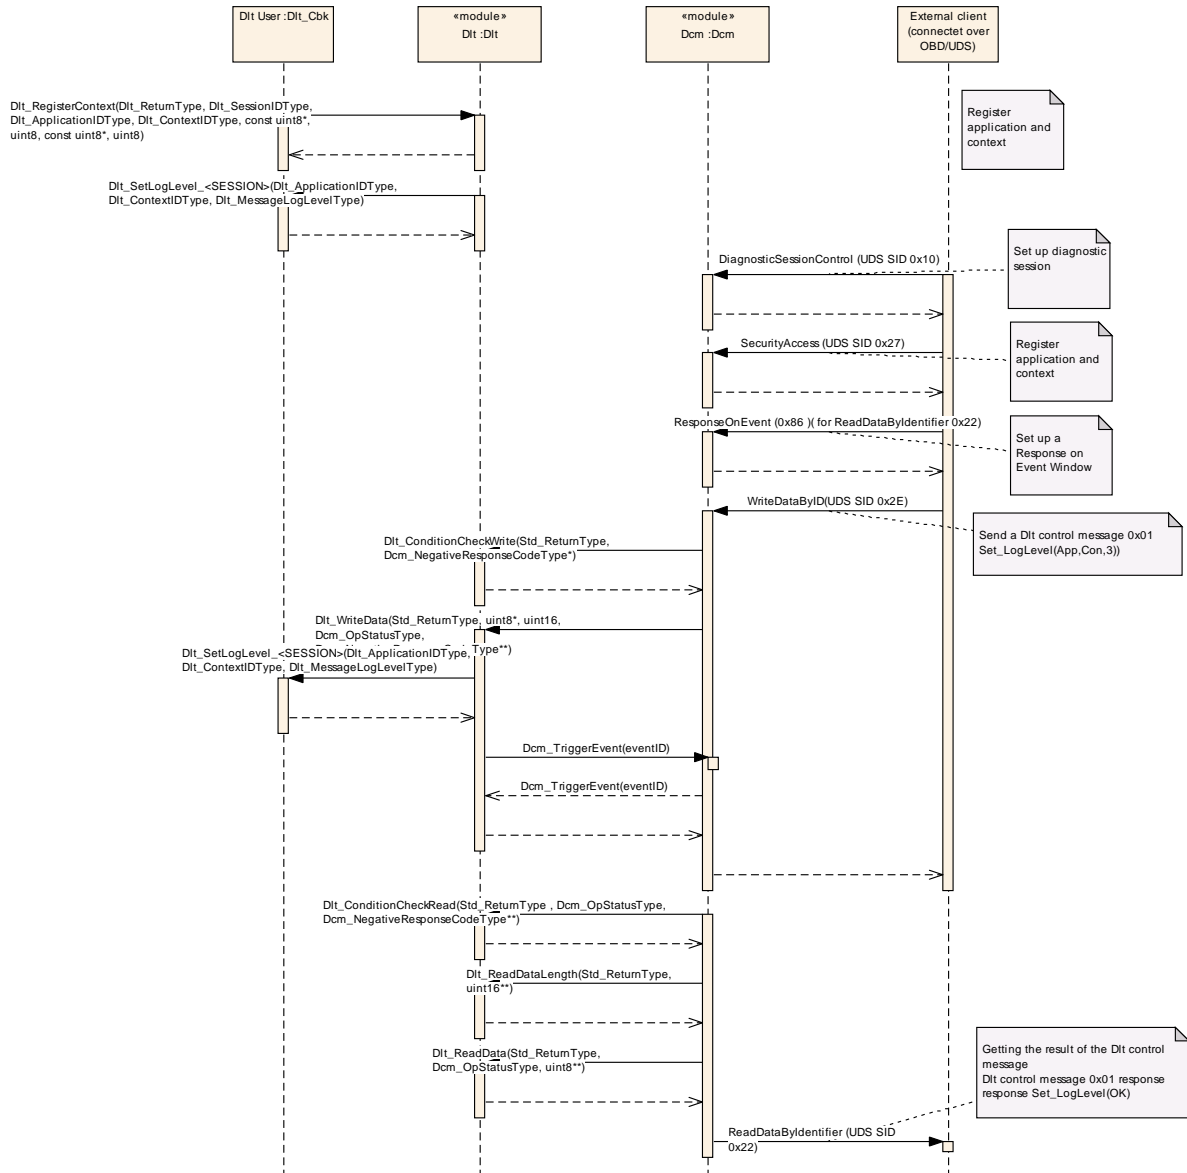 Dlt User :Dlt_Cbk
«module»
Dlt :Dlt
«module»
Dcm :Dcm
External client
(connectet over
OBD/UDS)
Dlt_RegisterContext(Dlt_ReturnType, Dlt_SessionIDType,
Dlt_ApplicationIDType, Dlt_ContextIDType, const uint8*,
uint8, const uint8*, uint8)
Register
application and
context
Dlt_SetLogLevel_<SESSION>(Dlt_ApplicationIDType,
Dlt_ContextIDType, Dlt_MessageLogLevelType)
DiagnosticSessionControl (UDS SID 0x10)
Set up diagnostic
session
SecurityAccess (UDS SID 0x27)
Register
application and
context
ResponseOnEvent (0x86 )( for ReadDataByIdentifier 0x22)
Set up a
Response on
Event Window
WriteDataByID(UDS SID 0x2E)
Send a Dlt control message 0x01
Set_LogLevel(App,Con,3))
Dlt_ConditionCheckWrite(Std_ReturnType,
Dcm_NegativeResponseCodeType*)
Dlt_WriteData(Std_ReturnType, uint8*, uint16,
Dcm_OpStatusType,
Type**)
Dlt_SetLogLevel_<SESSION>(Dlt_ApplicationIDType,
Dlt_ContextIDType, Dlt_MessageLogLevelType)
Dcm_TriggerEvent(eventID)
Dcm_TriggerEvent(eventID)
Dlt_ConditionCheckRead(Std_ReturnType , Dcm_OpStatusType,
Dcm_NegativeResponseCodeType**)
Dlt_ReadDataLength(Std_ReturnType,
uint16**)
Dlt_ReadData(Std_ReturnType,
Dcm_OpStatusType, uint8**)
Getting the result of the Dlt control
message
Dlt control message 0x01 response
response Set_LogLevel(OK)
ReadDataByIdentifier (UDS SID
0x22)